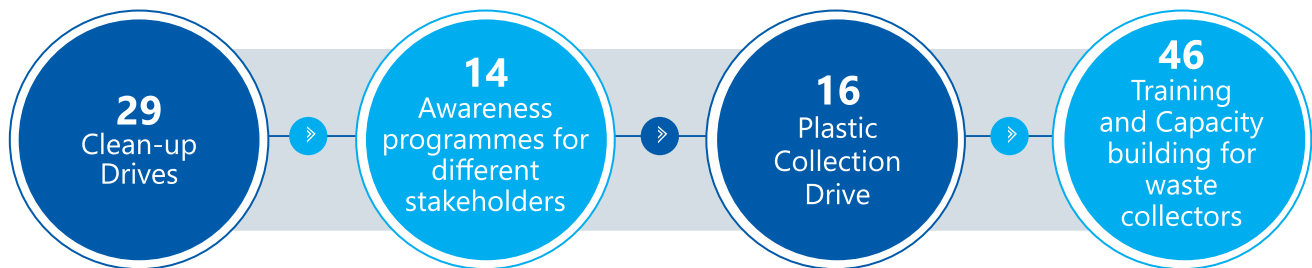 29
Clean-up
Drives
14
Awareness
programmes for
different
stakeholders
16
Plastic
Collection
Drive
46
Training
and Capacity
building for
waste
collectors